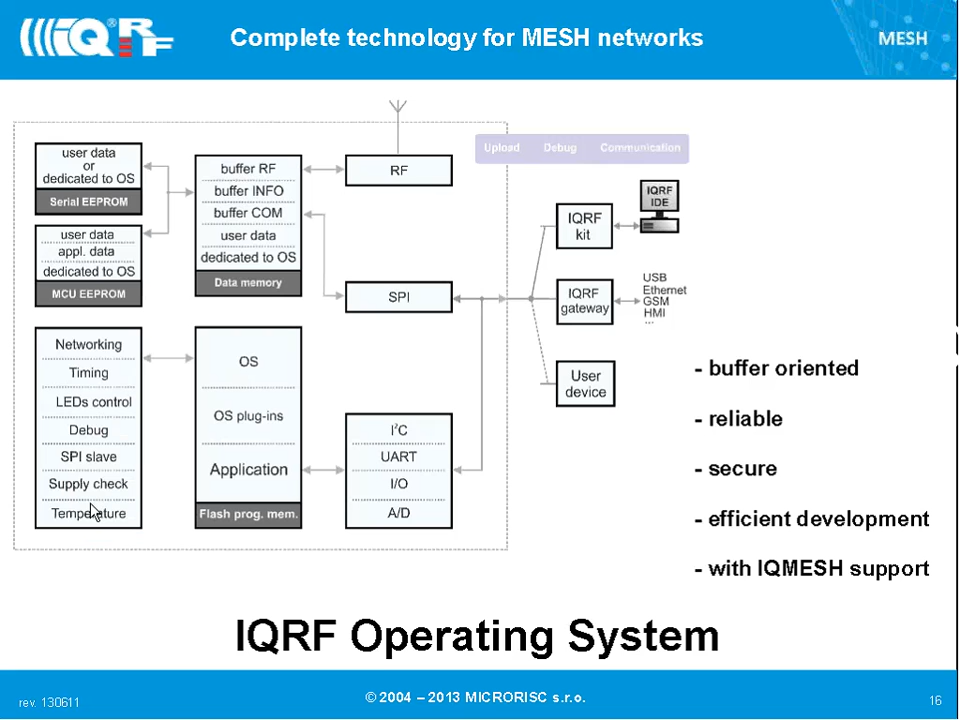 IQRF
Complete technology for MESH networks
MESH
user data
or
dedicated to OS
Serial EEPROM
user data
appl. data
dedicated to OS
MCU EEPROM
buffer RF
buffer INFO
buffer COM
user data
dedicated to OS
Data memory
RF
SPI
Upload Debug Communication
IQRF
kit
IQRF
IDE
IQRF
gateway
USB
Ethernet
GSM
HMI
...
User
device
Networking
Timing
LEDs control
Debug
SPI slave
Supply check
Temperature
OS
OS plug-ins
Application
Flash prog. mem.
I²C
UART
I/O
A/D
- buffer oriented
- reliable
- secure
- efficient development
- with IQMESH support
IQRF Operating System
rev. 130611
© 2004 – 2013 MICRORISC s.r.o.
16